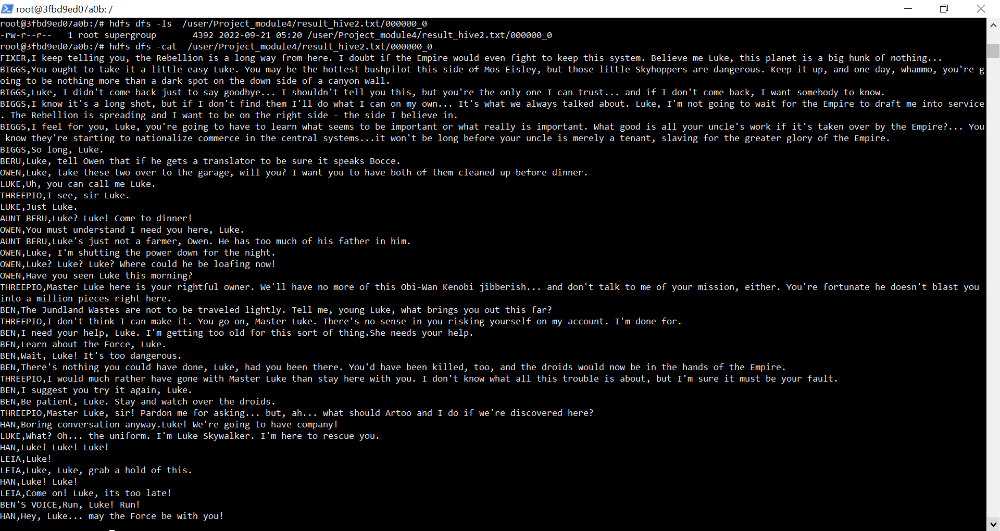 root@3fbd9ed07a0b: /
root@3fbd9ed07a0b:/# hdfs dfs -ls  /user/Project_module4/result_hive2.txt/000000_0
-rw-r--r--   1 root supergroup       4392 2022-09-21 05:20 /user/Project_module4/result_hive2.txt/000000_0
root@3fbd9ed07a0b:/# hdfs dfs -cat  /user/Project_module4/result_hive2.txt/000000_0
FIXER,I keep telling you, the Rebellion is a long way from here. I doubt if the Empire would even fight to keep this system. Believe me Luke, this planet is a big hunk of nothing...
BIGGS,You ought to take it a little easy Luke. You may be the hottest bushpilot this side of Mos Eisley, but those little Skyhoppers are dangerous. Keep it up, and one day, whammo, you're g
oing to be nothing more than a dark spot on the down side of a canyon wall.
BIGGS,Luke, I didn't come back just to say goodbye... I shouldn't tell you this, but you're the only one I can trust... and if I don't come back, I want somebody to know.
BIGGS,I know it's a long shot, but if I don't find them I'll do what I can on my own... It's what we always talked about. Luke, I'm not going to wait for the Empire to draft me into service
. The Rebellion is spreading and I want to be on the right side - the side I believe in.
BIGGS,I feel for you, Luke, you're going to have to learn what seems to be important or what really is important. What good is all your uncle's work if it's taken over by the Empire?... You
 know they're starting to nationalize commerce in the central systems...it won't be long before your uncle is merely a tenant, slaving for the greater glory of the Empire.
BIGGS,So long, Luke.
BERU,Luke, tell Owen that if he gets a translator to be sure it speaks Bocce.
OWEN,Luke, take these two over to the garage, will you? I want you to have both of them cleaned up before dinner.
LUKE,Uh, you can call me Luke.
THREEPIO,I see, sir Luke.
LUKE,Just Luke.
AUNT BERU,Luke? Luke! Come to dinner!
OWEN,You must understand I need you here, Luke.
AUNT BERU,Luke's just not a farmer, Owen. He has too much of his father in him.
OWEN,Luke, I'm shutting the power down for the night.
OWEN,Luke? Luke? Luke? Where could he be loafing now!
OWEN,Have you seen Luke this morning?
THREEPIO,Master Luke here is your rightful owner. We'll have no more of this Obi-Wan Kenobi jibberish... and don't talk to me of your mission, either. You're fortunate he doesn't blast you
into a million pieces right here.
BEN,The Jundland Wastes are not to be traveled lightly. Tell me, young Luke, what brings you out this far?
THREEPIO,I don't think I can make it. You go on, Master Luke. There's no sense in you risking yourself on my account. I'm done for.
BEN,I need your help, Luke. I'm getting too old for this sort of thing.She needs your help.
BEN,Learn about the Force, Luke.
BEN,Wait, Luke! It's too dangerous.
BEN,There's nothing you could have done, Luke, had you been there. You'd have been killed, too, and the droids would now be in the hands of the Empire.
THREEPIO,I would much rather have gone with Master Luke than stay here with you. I don't know what all this trouble is about, but I'm sure it must be your fault.
BEN,I suggest you try it again, Luke.
BEN,Be patient, Luke. Stay and watch over the droids.
THREEPIO,Master Luke, sir! Pardon me for asking... but, ah... what should Artoo and I do if we're discovered here?
HAN,Boring conversation anyway.Luke! We're going to have company!
LUKE,What? Oh... the uniform. I'm Luke Skywalker. I'm here to rescue you.
HAN,Luke! Luke! Luke!
LEIA,Luke!
LEIA,Luke, Luke, grab a hold of this.
HAN,Luke! Luke!
LEIA,Come on! Luke, its too late!
BEN'S VOICE,Run, Luke! Run!
HAN,Hey, Luke... may the Force be with you!